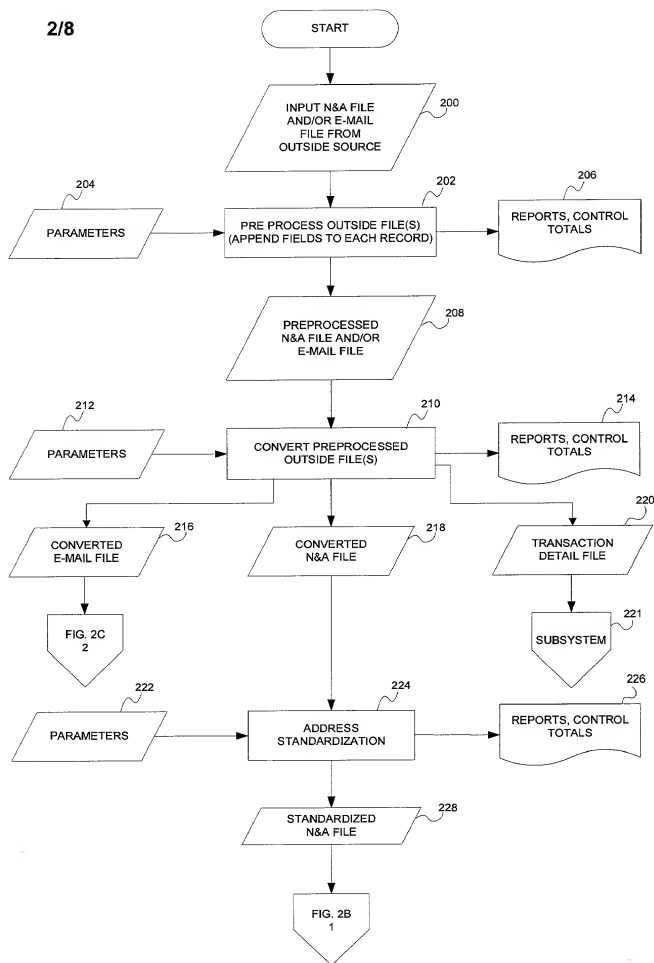 2/8
START
INPUT N&A FILE
AND/OR E-MAIL
FILE FROM
OUTSIDE SOURCE
200
204
PARAMETERS
202
PRE PROCESS OUTSIDE FILE(S)
(APPEND FIELDS TO EACH RECORD)
206
REPORTS, CONTROL
TOTALS
PREPROCESSED
N&A FILE AND/OR
E-MAIL FILE
208
212
PARAMETERS
210
CONVERT PREPROCESSED
OUTSIDE FILE(S)
214
REPORTS, CONTROL
TOTALS
CONVERTED
E-MAIL FILE
216
CONVERTED
N&A FILE
218
TRANSACTION
DETAIL FILE
220
FIG. 2C
2
SUBSYSTEM
221
222
PARAMETERS
224
ADDRESS
STANDARDIZATION
226
REPORTS, CONTROL
TOTALS
STANDARDIZED
N&A FILE
228
FIG. 2B
1